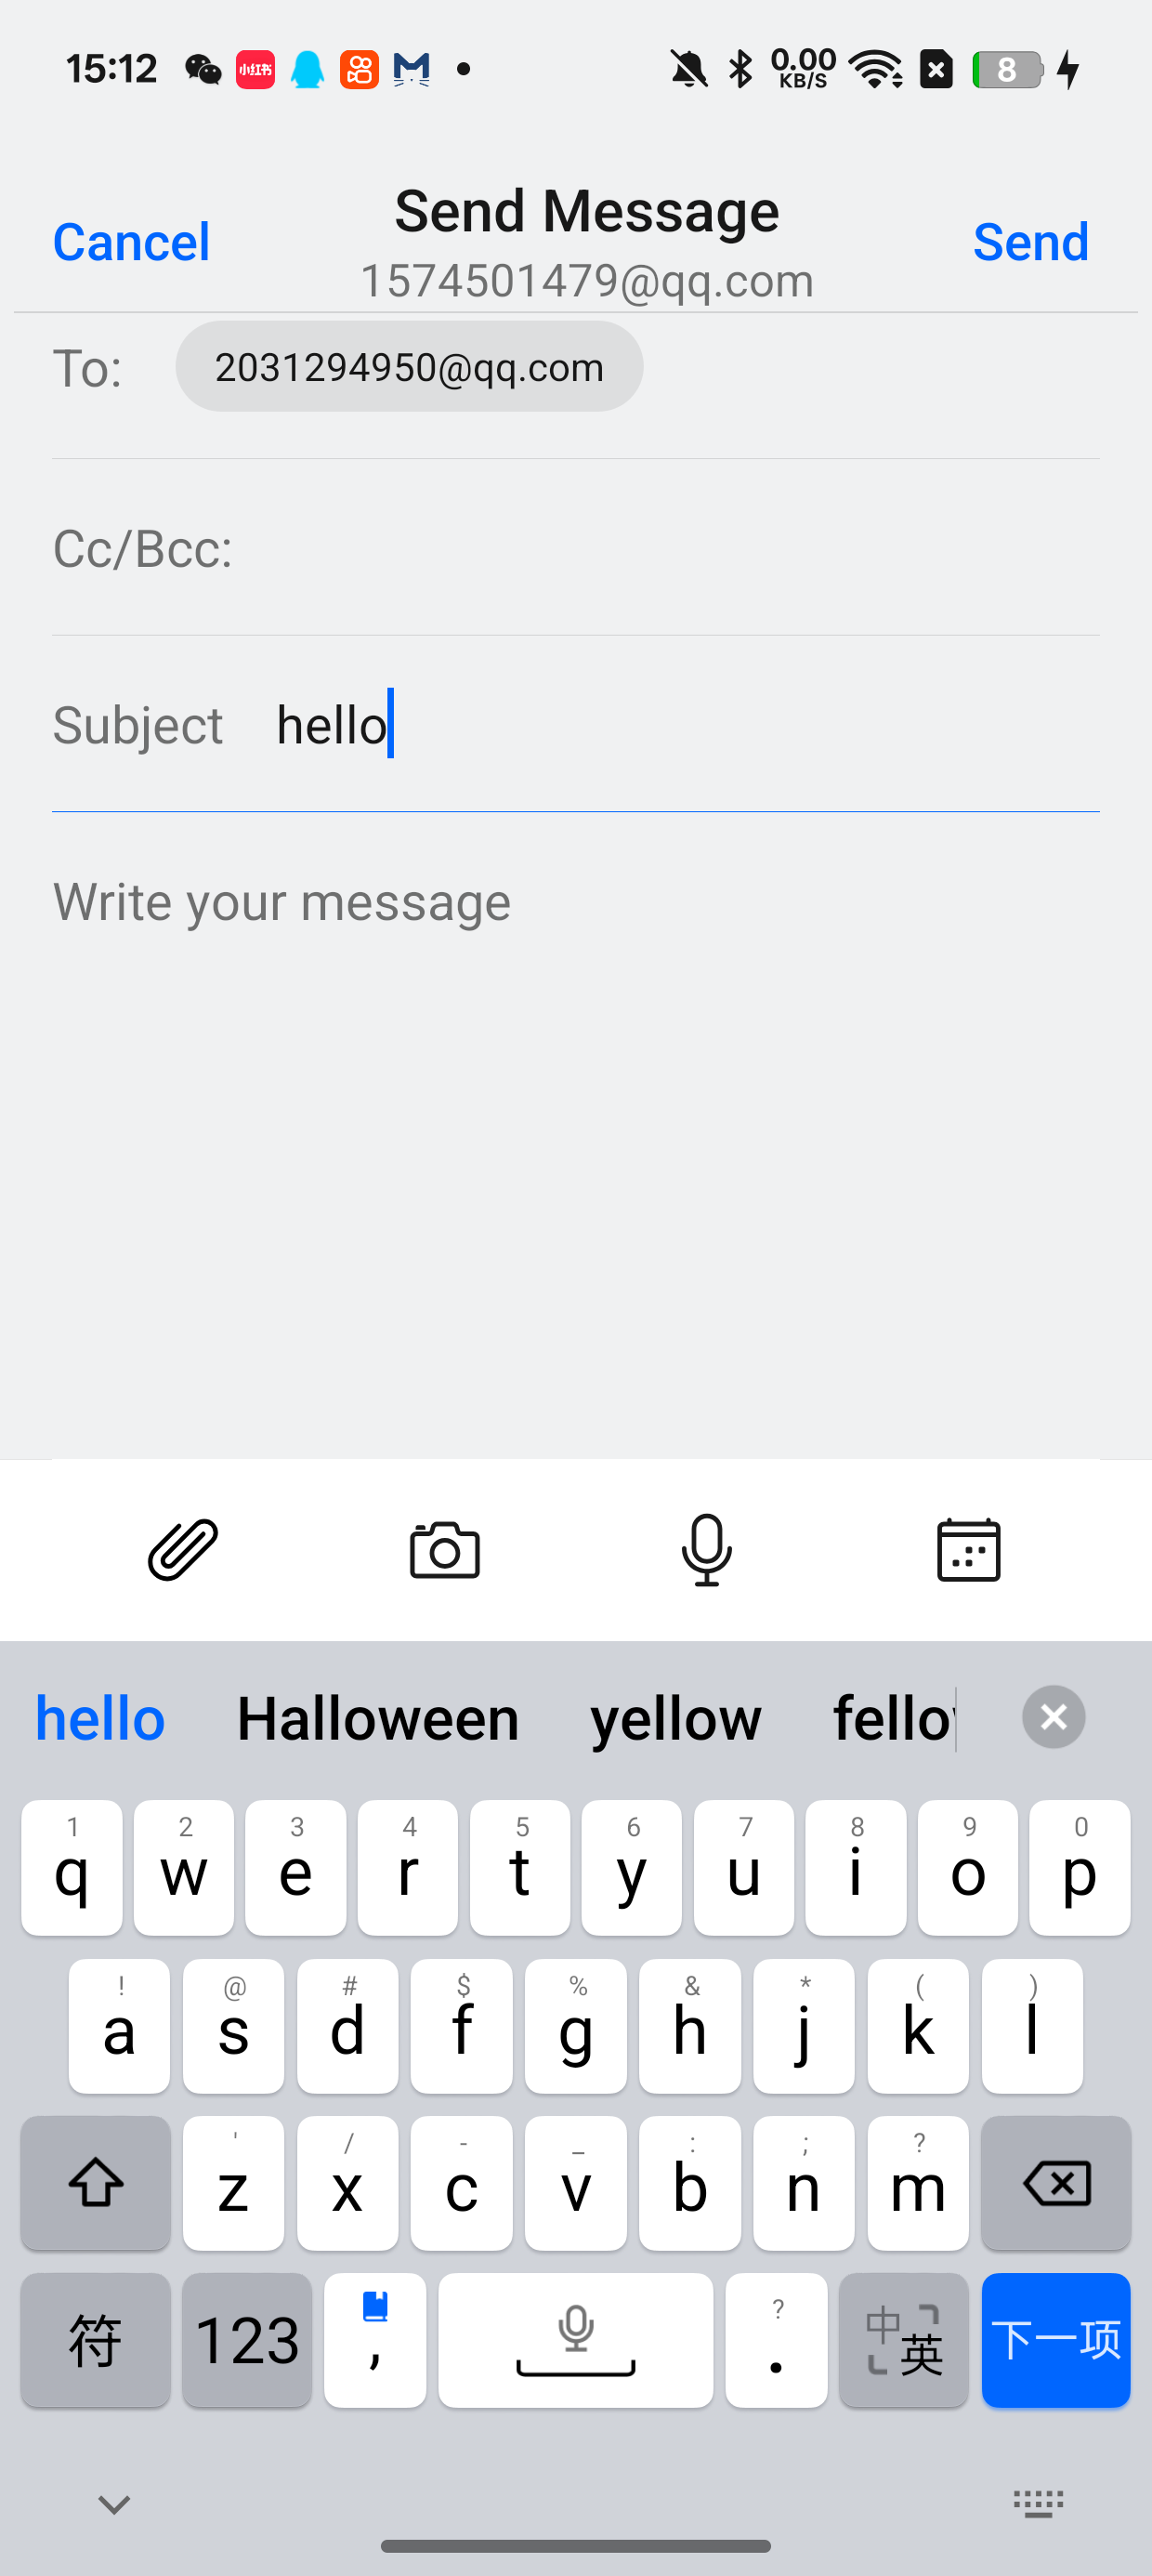 15:12 小红书 0.00 KB/S 8
Send Message
Cancel Send
1574501479@qq.com
To: 2031294950@qq.com
Cc/Bcc:
Subject hello
Write your message
hello Halloween yellow fello
1 2 3 4 5 6 7 8 9 0
q w e r t y u i o p
! @ # $ % & * ( )
a s d f g h j k l
' / - _ : ; ?
z x c v b n m
符 123 , ? . 中英 下一项